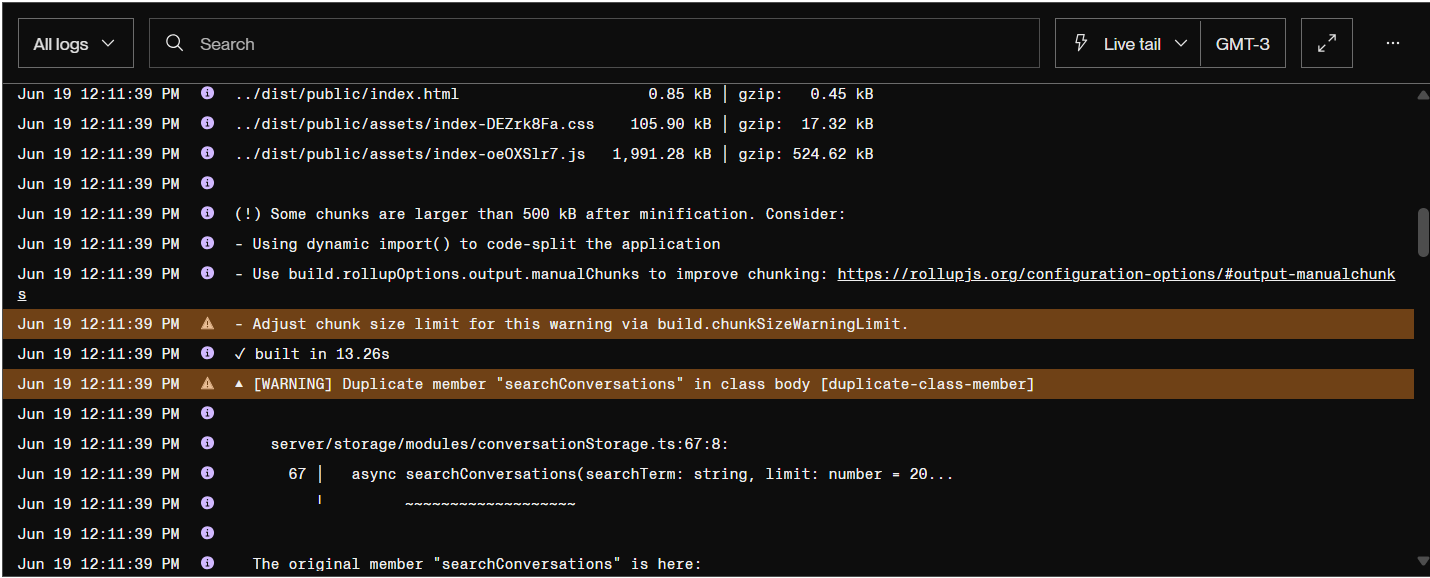 All logs
Search
Live tail
GMT-3
Jun 19 12:11:39 PM ../dist/public/index.html 0.85 kB │ gzip: 0.45 kB
Jun 19 12:11:39 PM ../dist/public/assets/index-DEZrk8Fa.css 105.90 kB │ gzip: 17.32 kB
Jun 19 12:11:39 PM ../dist/public/assets/index-oeOXSlr7.js 1,991.28 kB │ gzip: 524.62 kB
Jun 19 12:11:39 PM
Jun 19 12:11:39 PM (!) Some chunks are larger than 500 kB after minification. Consider:
Jun 19 12:11:39 PM - Using dynamic import() to code-split the application
Jun 19 12:11:39 PM - Use build.rollupOptions.output.manualChunks to improve chunking: https://rollupjs.org/configuration-options/#output-manualchunk
s
Jun 19 12:11:39 PM - Adjust chunk size limit for this warning via build.chunkSizeWarningLimit.
Jun 19 12:11:39 PM ✓ built in 13.26s
Jun 19 12:11:39 PM ▲ [WARNING] Duplicate member "searchConversations" in class body [duplicate-class-member]
Jun 19 12:11:39 PM
Jun 19 12:11:39 PM server/storage/modules/conversationStorage.ts:67:8:
Jun 19 12:11:39 PM 67 │ async searchConversations(searchTerm: string, limit: number = 20...
Jun 19 12:11:39 PM ╵ ~~~~~~~~~~~~~~~~~~~
Jun 19 12:11:39 PM
Jun 19 12:11:39 PM The original member "searchConversations" is here: